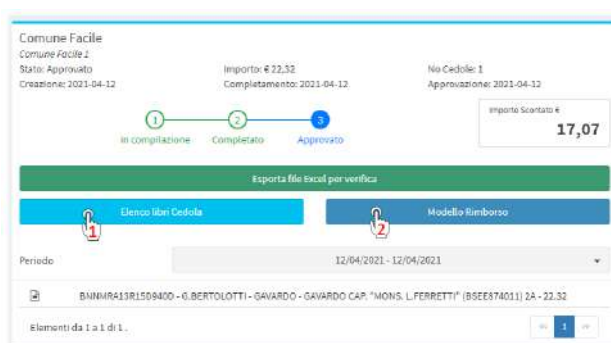 Comune Facile
Comune Facile 1
Stato: Approvato Importo: € 22,32 No Cedole: 1
Creazione: 2021-04-12 Completamento: 2021-04-12 Approvazione: 2021-04-12
Importo Scontato €
17,07
1 2 3
In compilazione Completato Approvato
Esporta file Excel per verifica
Elenco libri Cedola Modello Rimborso
1 2
Periodo 12/04/2021 - 12/04/2021
BNNMRA13R15D940D - G.BERTOLOTTI - GAVARDO - GAVARDO CAP. "MONS. L.FERRETTI" (BSEE874011) 2A - 22.32
Elementi da 1 a 1 di 1 . « 1 »